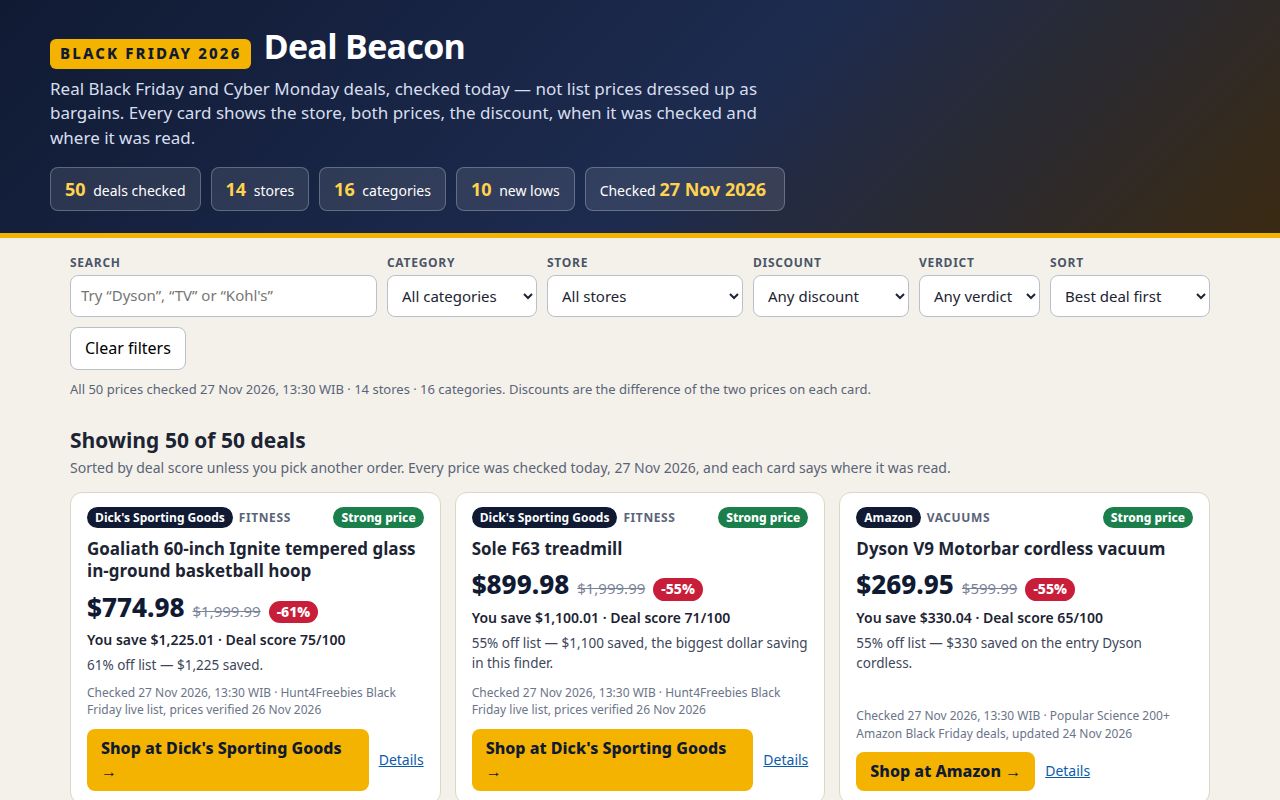 BLACK FRIDAY 2026 Deal Beacon
Real Black Friday and Cyber Monday deals, checked today — not list prices dressed up as
bargains. Every card shows the store, both prices, the discount, when it was checked and
where it was read.
50 deals checked 14 stores 16 categories 10 new lows Checked 27 Nov 2026
SEARCH CATEGORY STORE DISCOUNT VERDICT SORT
Try “Dyson”, “TV” or “Kohl's” All categories All stores Any discount Any verdict Best deal first
Clear filters
All 50 prices checked 27 Nov 2026, 13:30 WIB · 14 stores · 16 categories. Discounts are the difference of the two prices on each card.
Showing 50 of 50 deals
Sorted by deal score unless you pick another order. Every price was checked today, 27 Nov 2026, and each card says where it was read.
Dick's Sporting Goods FITNESS Strong price
Goaliath 60-inch Ignite tempered glass
in-ground basketball hoop
$774.98 $1,999.99 -61%
You save $1,225.01 · Deal score 75/100
61% off list — $1,225 saved.
Checked 27 Nov 2026, 13:30 WIB · Hunt4Freebies Black
Friday live list, prices verified 26 Nov 2026
Shop at Dick's Sporting Goods
→
Details
Dick's Sporting Goods FITNESS Strong price
Sole F63 treadmill
$899.98 $1,999.99 -55%
You save $1,100.01 · Deal score 71/100
55% off list — $1,100 saved, the biggest dollar saving
in this finder.
Checked 27 Nov 2026, 13:30 WIB · Hunt4Freebies Black
Friday live list, prices verified 26 Nov 2026
Shop at Dick's Sporting Goods
→
Details
Amazon VACUUMS Strong price
Dyson V9 Motorbar cordless vacuum
$269.95 $599.99 -55%
You save $330.04 · Deal score 65/100
55% off list — $330 saved on the entry Dyson
cordless.
Checked 27 Nov 2026, 13:30 WIB · Popular Science 200+
Amazon Black Friday deals, updated 24 Nov 2026
Shop at Amazon → Details